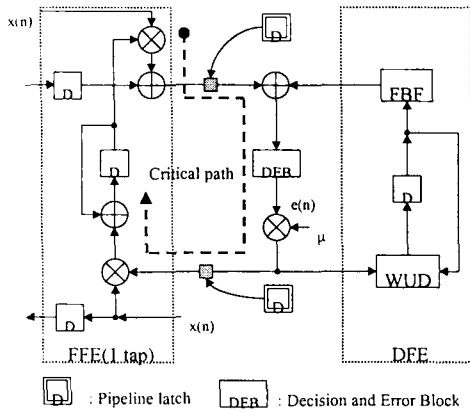 x(n)
D
D
FBF
D
Critical path
DEB
D
e(n)
μ
WUD
D
D
x(n)
FFE(1 tap)
DFE
D : Pipeline latch
DEB : Decision and Error Block